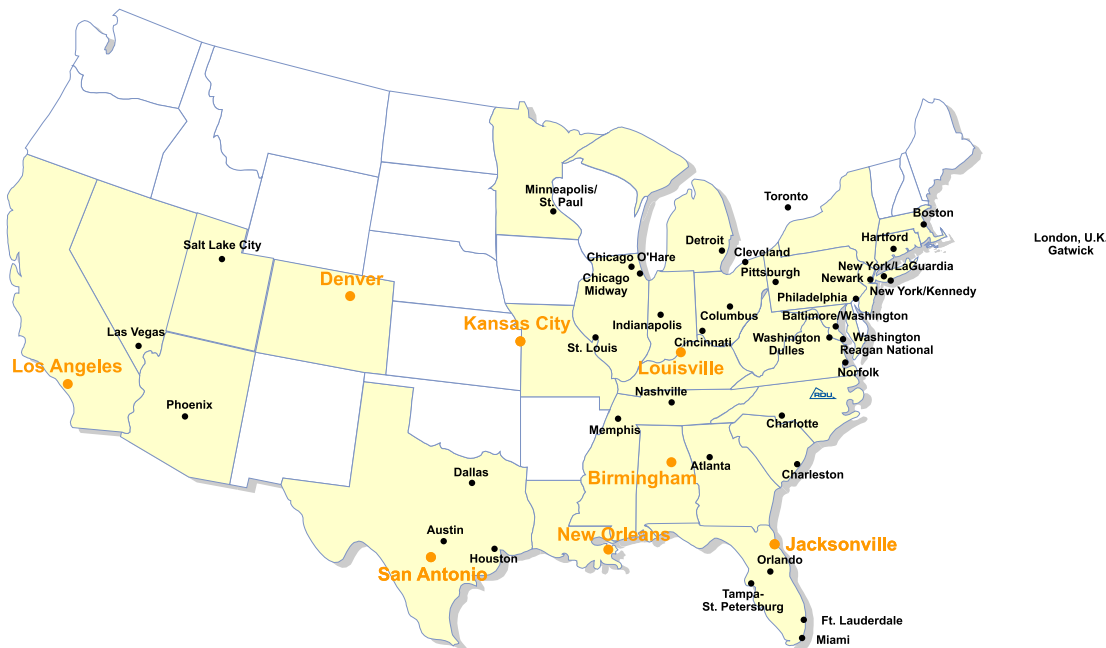 Minneapolis/
St. Paul
Toronto
Boston
Hartford
London, U.K.
Gatwick
Detroit
Salt Lake City
Cleveland
Chicago O'Hare
New York/LaGuardia
Pittsburgh
Newark
Denver
Chicago
Midway
New York/Kennedy
Philadelphia
Columbus
Baltimore/Washington
Kansas City
Indianapolis
Las Vegas
Washington
Dulles
Washington
Reagan National
Cincinnati
St. Louis
Los Angeles
Louisville
Norfolk
Nashville
RDU
Phoenix
Memphis
Charlotte
Atlanta
Dallas
Birmingham
Charleston
Austin
New Orleans
Jacksonville
Houston
Orlando
San Antonio
Tampa-
St. Petersburg
Ft. Lauderdale
Miami